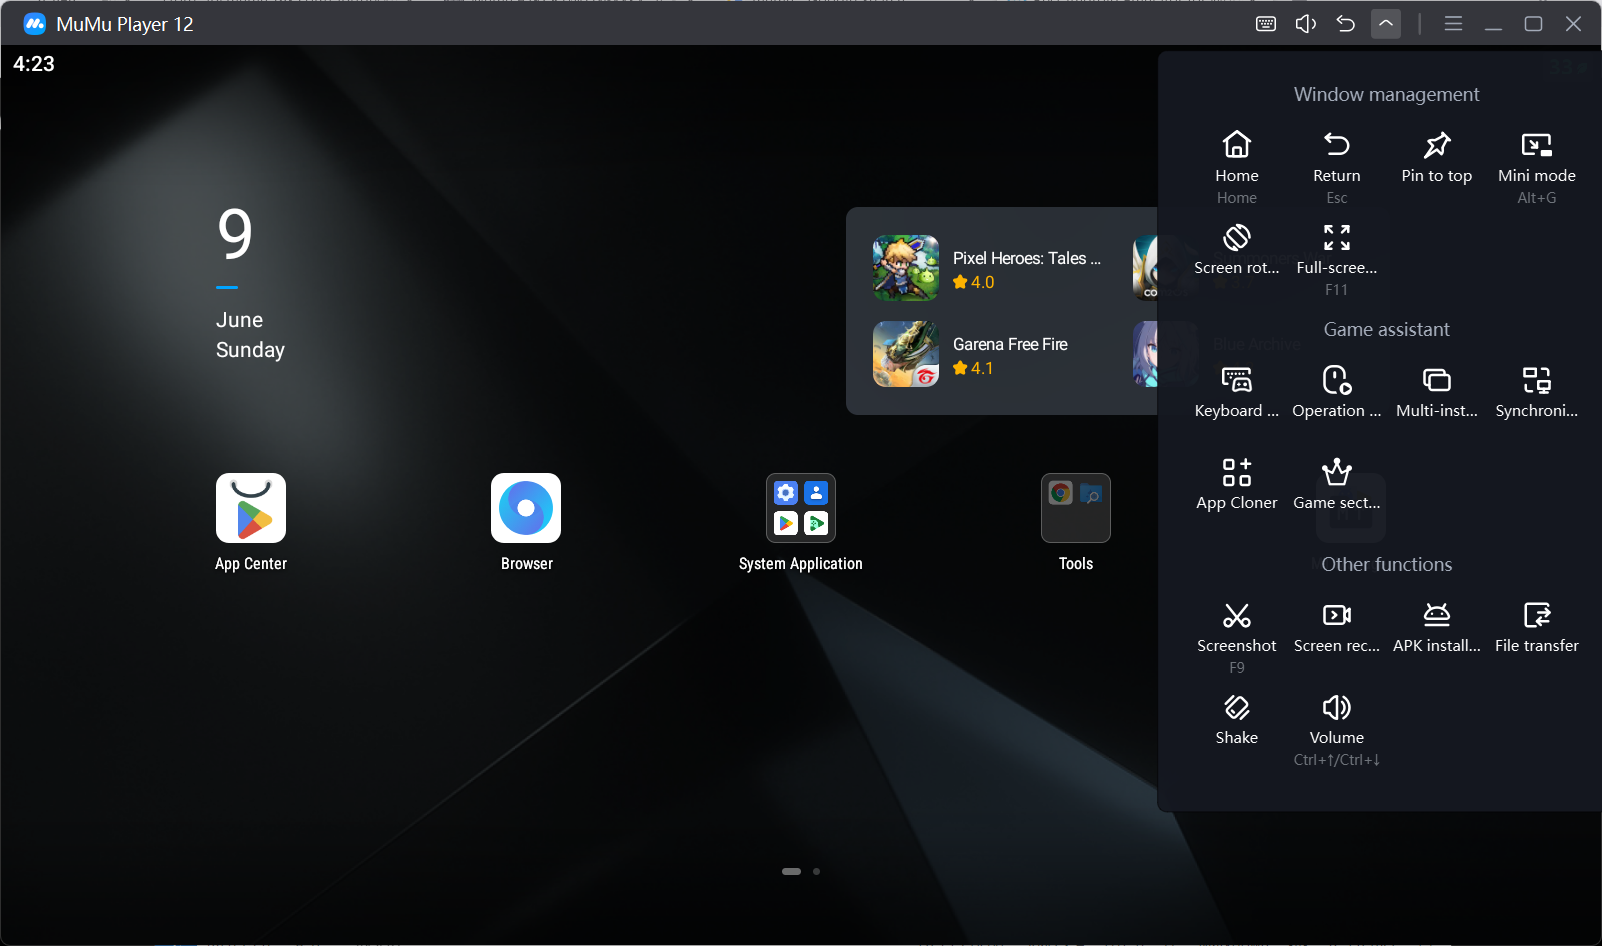 MuMu Player 12
4:23
9
June
Sunday
Pixel Heroes: Tales ...
4.0
Garena Free Fire
4.1
Blue Archive
App Center
Browser
System Application
Tools
Window management
Home
Home
Return
Esc
Pin to top
Mini mode
Alt+G
Screen rot...
Full-scree...
F11
Game assistant
Keyboard ...
Operation ...
Multi-inst...
Synchroni...
App Cloner
Game sect...
Other functions
Screenshot
F9
Screen rec...
APK install...
File transfer
Shake
Volume
Ctrl+↑/Ctrl+↓